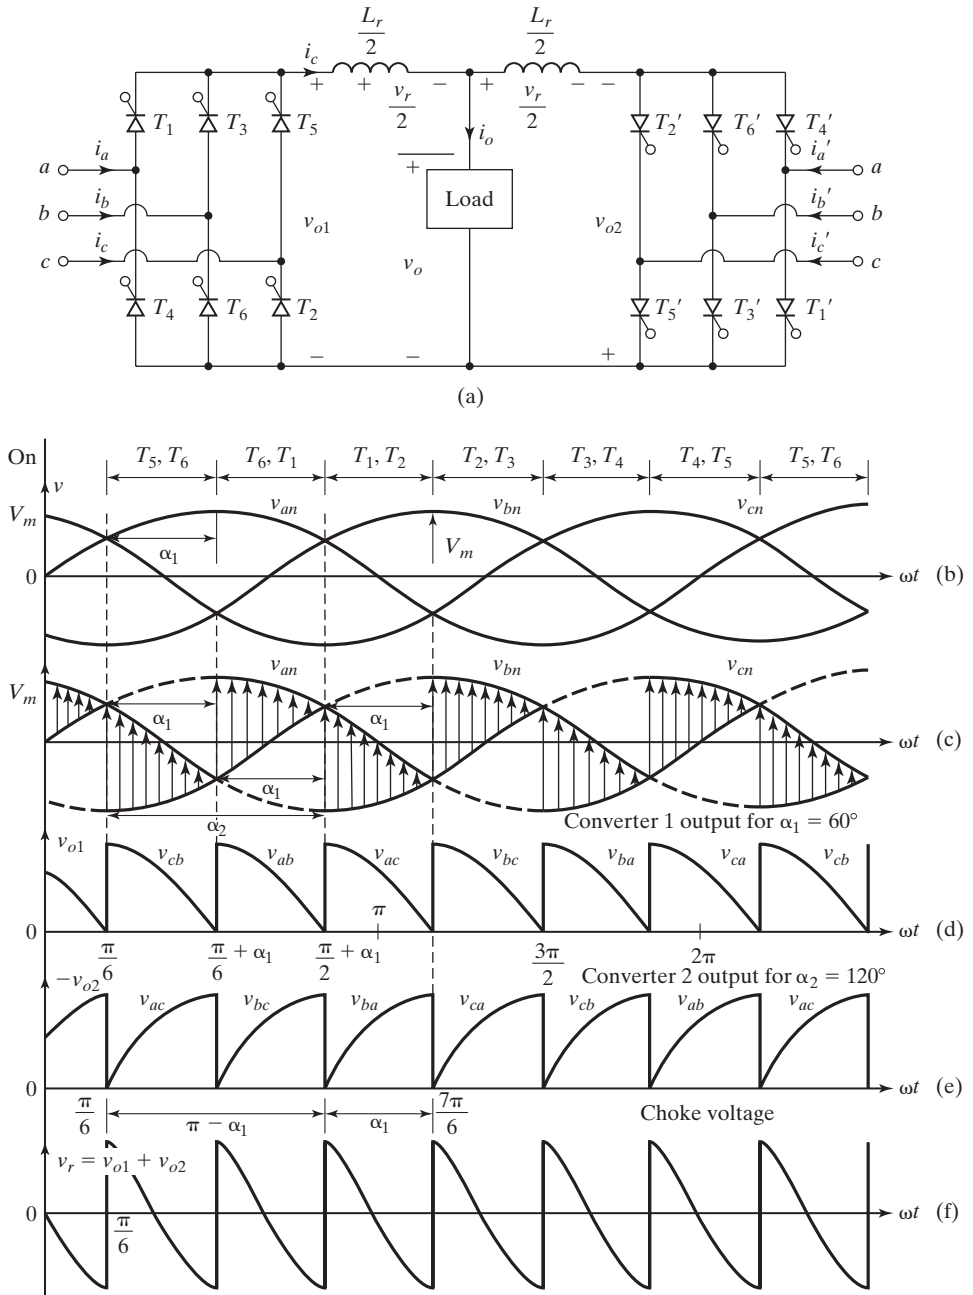 L_r/2 L_r/2
i_c
+ + v_r/2 − + v_r/2 − −
T_1 T_3 T_5 i_o T_2′ T_6′ T_4′
a i_a + i_a′ a
b i_b Load i_b′ b
v_o1 v_o2
c i_c v_o i_c′ c
T_4 T_6 T_2 T_5′ T_3′ T_1′
− − +
(a)
On T_5, T_6 T_6, T_1 T_1, T_2 T_2, T_3 T_3, T_4 T_4, T_5 T_5, T_6
v v_an v_bn v_cn
V_m α_1 V_m
0 ωt (b)
v_an v_bn v_cn
V_m α_1 α_1
ωt (c)
α_1
α_2 Converter 1 output for α_1 = 60°
v_o1 v_cb v_ab v_ac v_bc v_ba v_ca v_cb
π
0 ωt (d)
π/6 π/6 + α_1 π/2 + α_1 3π/2 2π
−v_o2 Converter 2 output for α_2 = 120°
v_ac v_bc v_ba v_ca v_cb v_ab v_ac
0 ωt (e)
π/6 π − α_1 α_1 7π/6 Choke voltage
v_r = v_o1 + v_o2
0 ωt (f)
π/6